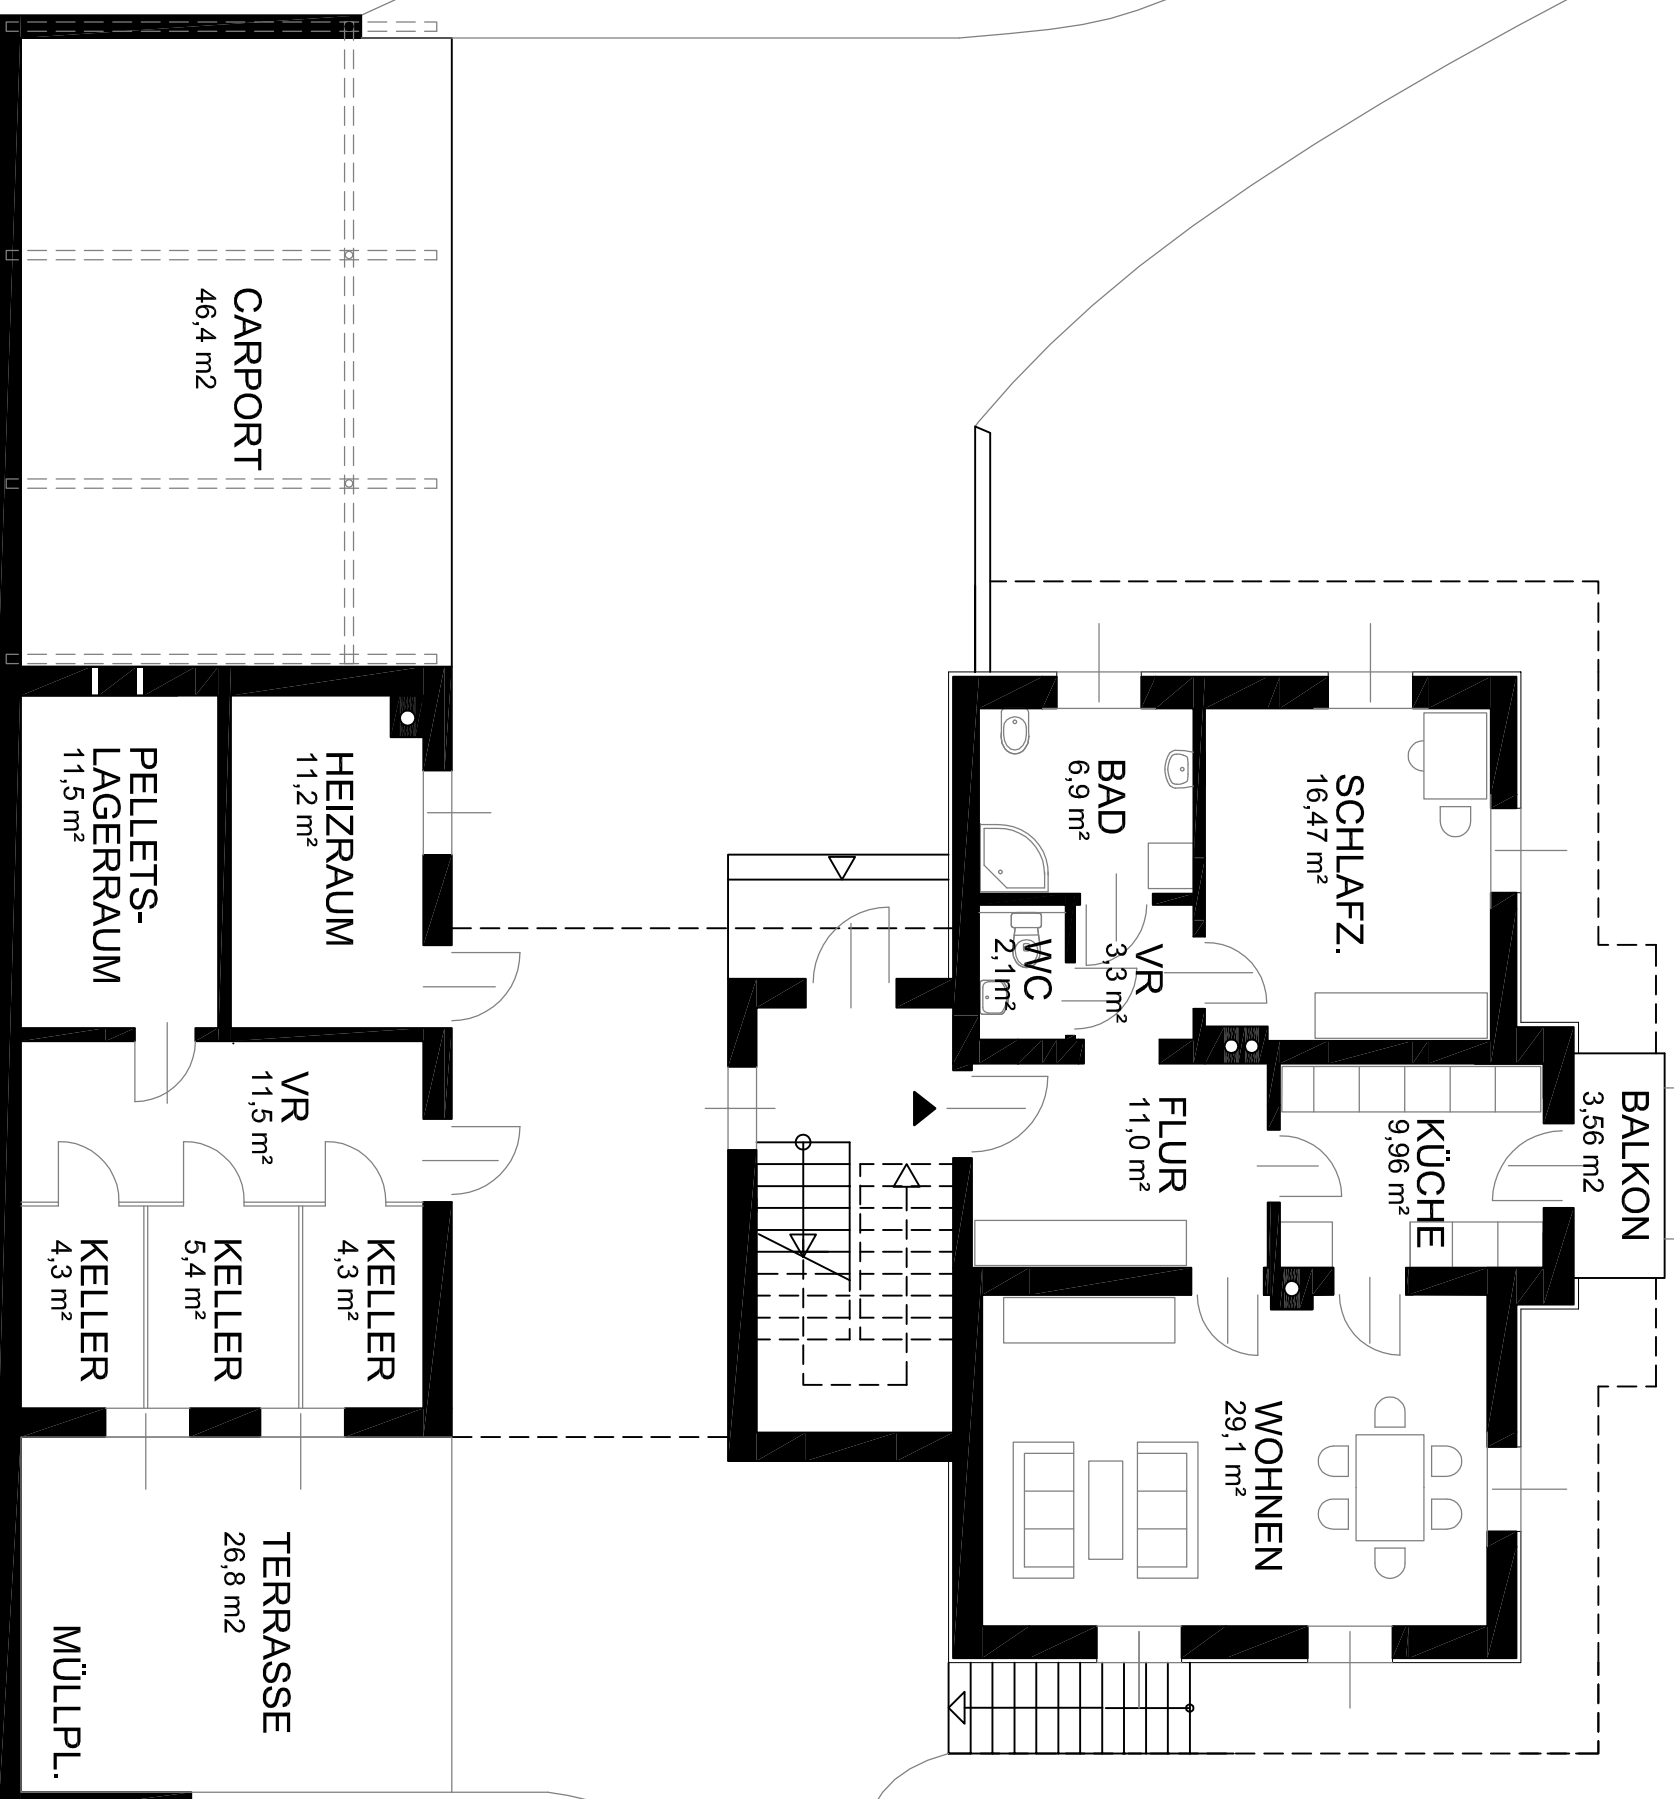 CARPORT
46,4 m2
PELLETS-
LAGERRAUM
11,5 m²
HEIZRAUM
11,2 m²
VR
11,5 m²
KELLER
4,3 m²
KELLER
5,4 m²
KELLER
4,3 m²
TERRASSE
26,8 m2
MÜLLPL.
BAD
6,9 m²
SCHLAFZ.
16,47 m²
WC
2,1m²
VR
3,3 m²
FLUR
11,0 m²
KÜCHE
9,96 m²
BALKON
3,56 m2
WOHNEN
29,1 m²